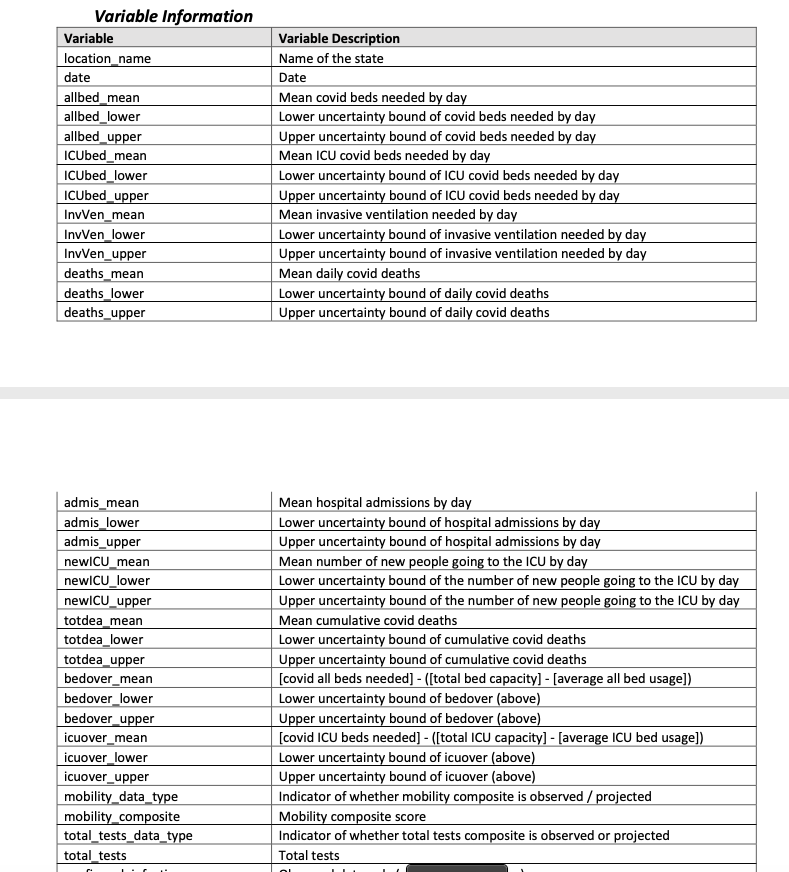 Variable Information
Variable Variable Description
location_name Name of the state
date Date
allbed_mean Mean covid beds needed by day
allbed_lower Lower uncertainty bound of covid beds needed by day
allbed_upper Upper uncertainty bound of covid beds needed by day
ICUbed_mean Mean ICU covid beds needed by day
ICUbed_lower Lower uncertainty bound of ICU covid beds needed by day
ICUbed_upper Upper uncertainty bound of ICU covid beds needed by day
InvVen_mean Mean invasive ventilation needed by day
InvVen_lower Lower uncertainty bound of invasive ventilation needed by day
InvVen_upper Upper uncertainty bound of invasive ventilation needed by day
deaths_mean Mean daily covid deaths
deaths_lower Lower uncertainty bound of daily covid deaths
deaths_upper Upper uncertainty bound of daily covid deaths
admis_mean Mean hospital admissions by day
admis_lower Lower uncertainty bound of hospital admissions by day
admis_upper Upper uncertainty bound of hospital admissions by day
newICU_mean Mean number of new people going to the ICU by day
newICU_lower Lower uncertainty bound of the number of new people going to the ICU by day
newICU_upper Upper uncertainty bound of the number of new people going to the ICU by day
totdea_mean Mean cumulative covid deaths
totdea_lower Lower uncertainty bound of cumulative covid deaths
totdea_upper Upper uncertainty bound of cumulative covid deaths
bedover_mean [covid all beds needed] - ([total bed capacity] - [average all bed usage])
bedover_lower Lower uncertainty bound of bedover (above)
bedover_upper Upper uncertainty bound of bedover (above)
icuover_mean [covid ICU beds needed] - ([total ICU capacity] - [average ICU bed usage])
icuover_lower Lower uncertainty bound of icuover (above)
icuover_upper Upper uncertainty bound of icuover (above)
mobility_data_type Indicator of whether mobility composite is observed / projected
mobility_composite Mobility composite score
total_tests_data_type Indicator of whether total tests composite is observed or projected
total_tests Total tests